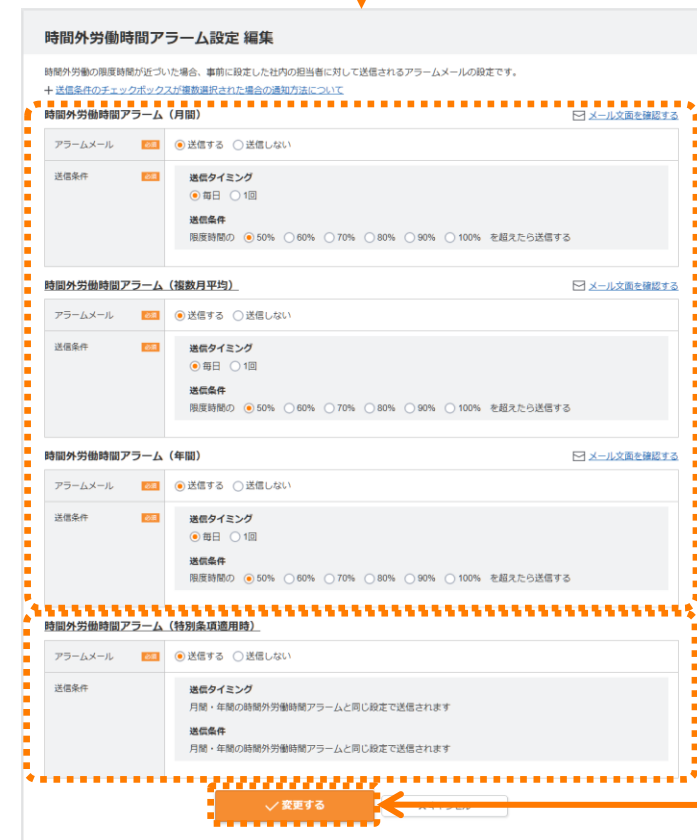 時間外労働時間アラーム設定 編集
時間外労働の限度時間が近づいた場合、事前に設定した社内の担当者に対して送信されるアラームメールの設定です。
+ 送信条件のチェックボックスが複数選択された場合の通知方法について
時間外労働時間アラーム（月間） メール文面を確認する
アラームメール 必須 送信する 送信しない
送信条件 必須 送信タイミング
毎日 1回
送信条件
限度時間の 50% 60% 70% 80% 90% 100% を超えたら送信する
時間外労働時間アラーム（複数月平均） メール文面を確認する
アラームメール 必須 送信する 送信しない
送信条件 必須 送信タイミング
毎日 1回
送信条件
限度時間の 50% 60% 70% 80% 90% 100% を超えたら送信する
時間外労働時間アラーム（年間） メール文面を確認する
アラームメール 必須 送信する 送信しない
送信条件 必須 送信タイミング
毎日 1回
送信条件
限度時間の 50% 60% 70% 80% 90% 100% を超えたら送信する
時間外労働時間アラーム（特別条項適用時）
アラームメール 必須 送信する 送信しない
送信条件 送信タイミング
月間・年間の時間外労働時間アラームと同じ設定で送信されます
送信条件
月間・年間の時間外労働時間アラームと同じ設定で送信されます
変更する